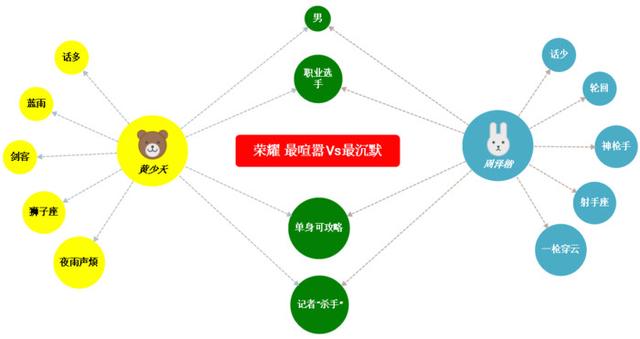 男
话多
职业选
手
话少
蓝雨
轮回
剑客
黄少天
荣耀 最喧嚣Vs最沉默
周泽楷
神枪手
狮子座
单身可攻略
射手座
夜雨声烦
一枪穿云
记者"杀手"